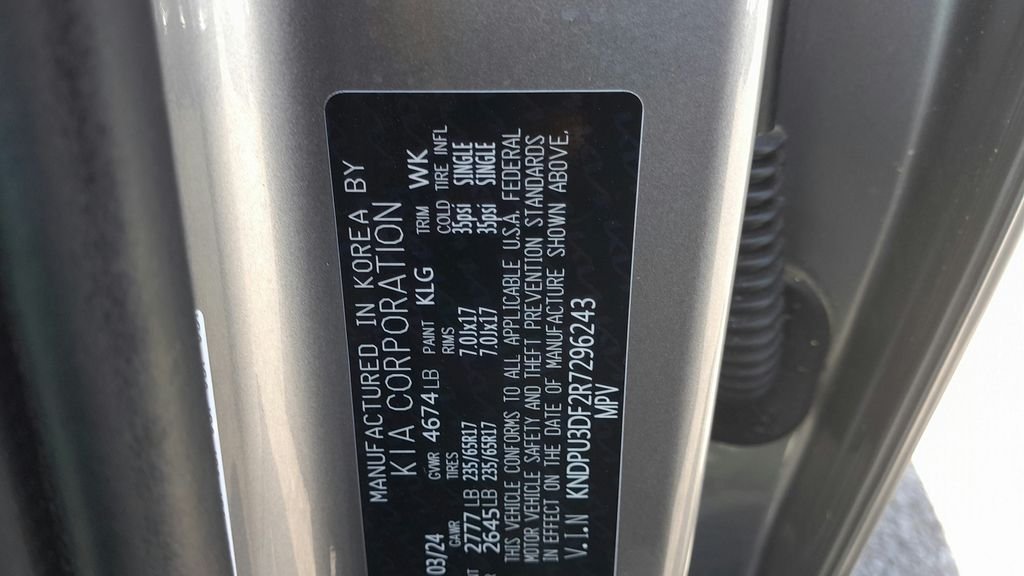 MANUFACTURED IN KOREA BY
KIA CORPORATION
03/24 GVWR 4674LB PAINT KLG TRIM WK
GAWR TIRES RIMS COLD TIRE INFL
2777LB 235/65R17 7.0Jx17 35psi SINGLE
2645LB 235/65R17 7.0Jx17 35psi SINGLE
THIS VEHICLE CONFORMS TO ALL APPLICABLE U.S.A. FEDERAL
MOTOR VEHICLE SAFETY AND THEFT PREVENTION STANDARDS
IN EFFECT ON THE DATE OF MANUFACTURE SHOWN ABOVE.
V.I.N KNDPU3DF2R7296243
MPV